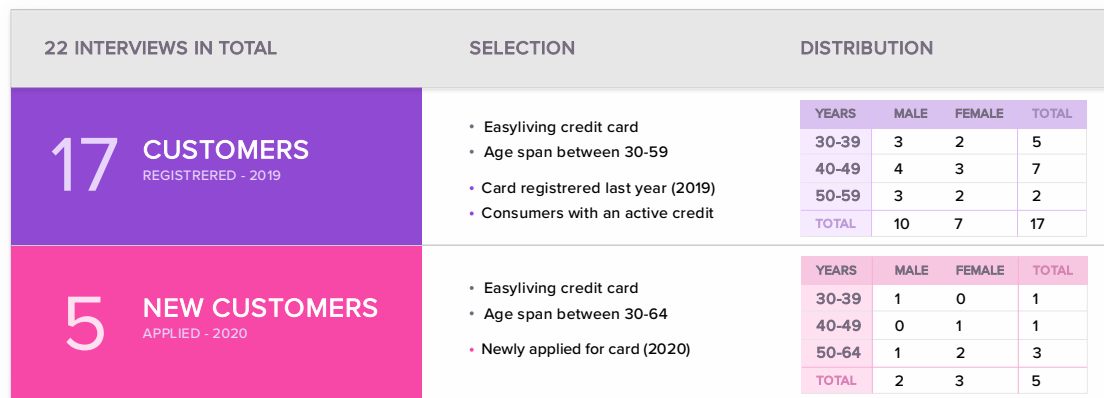 22 INTERVIEWS IN TOTAL SELECTION DISTRIBUTION
17 CUSTOMERS
REGISTRERED - 2019
• Easyliving credit card
• Age span between 30-59
• Card registrered last year (2019)
• Consumers with an active credit
YEARS MALE FEMALE TOTAL
30-39 3 2 5
40-49 4 3 7
50-59 3 2 2
TOTAL 10 7 17
5 NEW CUSTOMERS
APPLIED - 2020
• Easyliving credit card
• Age span between 30-64
• Newly applied for card (2020)
YEARS MALE FEMALE TOTAL
30-39 1 0 1
40-49 0 1 1
50-64 1 2 3
TOTAL 2 3 5